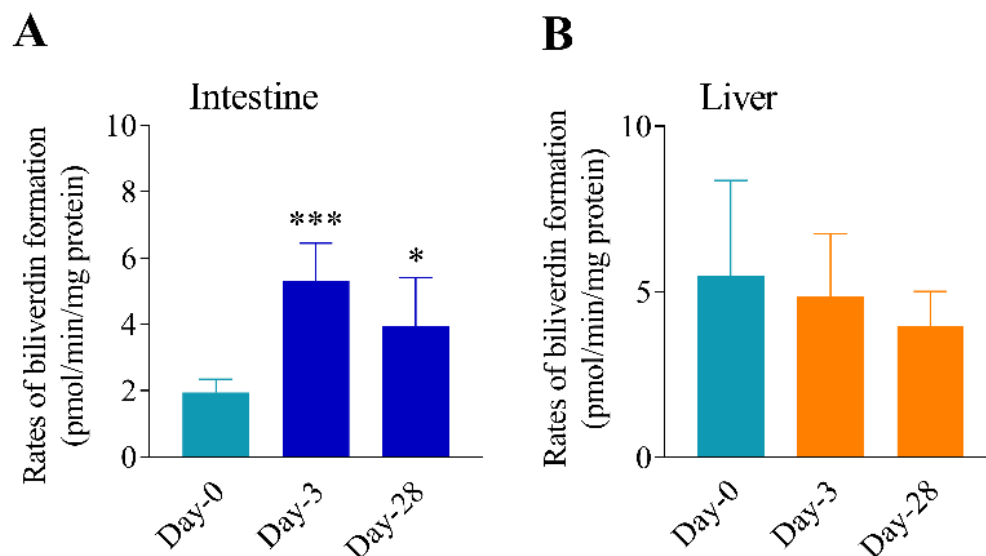 A
Intestine
Rates of biliverdin formation
(pmol/min/mg protein)
10
8
6
4
2
0
***
*
Day-0
Day-3
Day-28
B
Liver
Rates of biliverdin formation
(pmol/min/mg protein)
10
5
0
Day-0
Day-3
Day-28